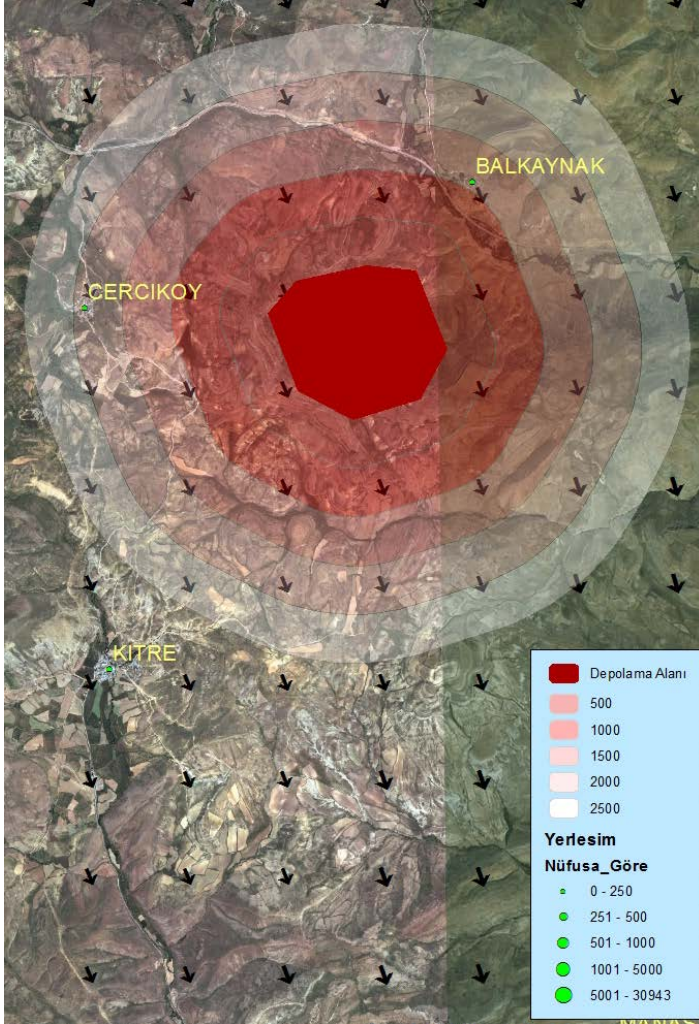 BALKAYNAK
CERCIKOY
KITRE
Depolama Alanı
500
1000
1500
2000
2500
Yerlesim
Nüfusa_Göre
0 - 250
251 - 500
501 - 1000
1001 - 5000
5001 - 30943